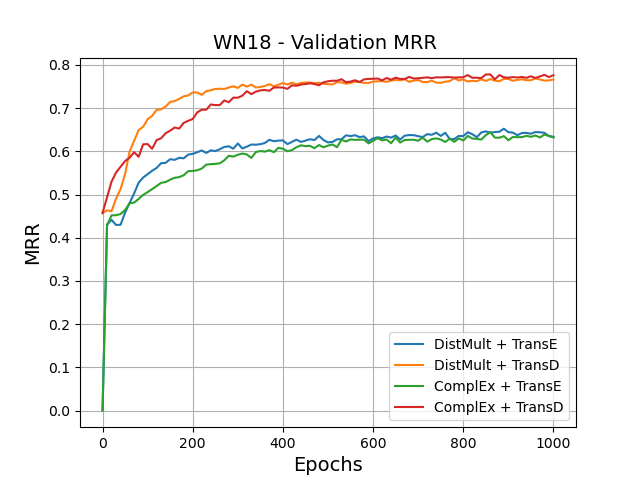 WN18 - Validation MRR
0.8
0.7
0.6
0.5
0.4
0.3
0.2
0.1
0.0
MRR
DistMult + TransE
DistMult + TransD
ComplEx + TransE
ComplEx + TransD
0 200 400 600 800 1000
Epochs